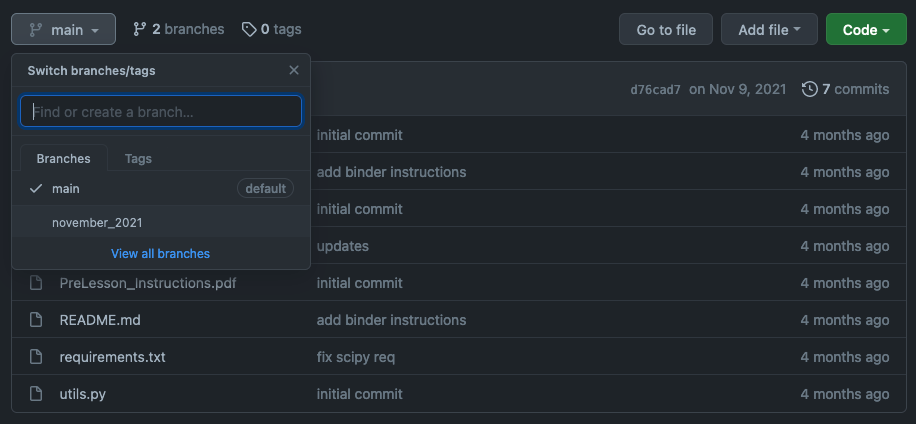 main 2 branches 0 tags Go to file Add file Code
Switch branches/tags
Find or create a branch...
Branches Tags
main default
november_2021
View all branches
d76cad7 on Nov 9, 2021 7 commits
initial commit 4 months ago
add binder instructions 4 months ago
initial commit 4 months ago
updates 4 months ago
PreLesson_Instructions.pdf initial commit 4 months ago
README.md add binder instructions 4 months ago
requirements.txt fix scipy req 4 months ago
utils.py initial commit 4 months ago